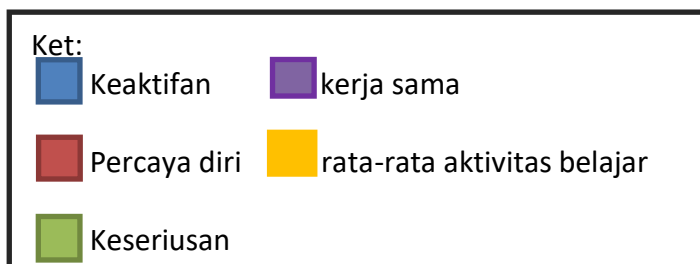 Ket:
Keaktifan kerja sama
Percaya diri rata-rata aktivitas belajar
Keseriusan